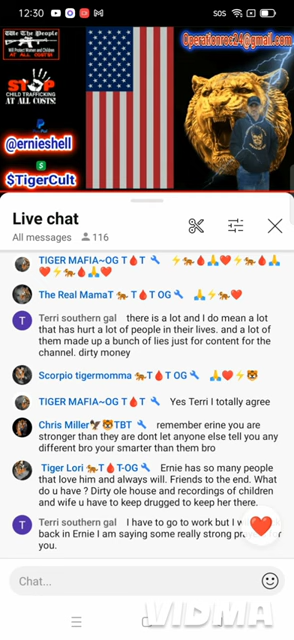 12:30
SOS
We The People
Will Protect Women and Children
AT ALL COSTS!
STOP
CHILD TRAFFICKING
AT ALL COSTS!
@ernieshell
$TigerCult
Operationroc24@gmail.com
Live chat
All messages 116
TIGER MAFIA~OG T🩸T 🔧 ⚡🐅🩸🙏❤️⚡🐅🩸🙏
❤️⚡🐅🩸🙏❤️
The Real MamaT 🐅 T🩸T OG 🔧 🙏⚡🐅❤️
Terri southern gal there is a lot and I do mean a lot
that has hurt a lot of people in their lives. and a lot of
them made up a bunch of lies just for content for the
channel. dirty money
Scorpio tigermomma 🐅T🩸T OG 🔧 🙏❤️⚡🐯
TIGER MAFIA~OG T🩸T 🔧 Yes Terri I totally agree
Chris Miller🦅🐯TBT 🔧 remember erine you are
stronger than they are dont let anyone else tell you any
different bro your smarter than them bro
Tiger Lori 🐅T🩸T-OG 🔧 Ernie has so many people
that love him and always will. Friends to the end. What
do u have ? Dirty ole house and recordings of children
and wife u have to keep drugged to keep her there.
Terri southern gal I have to go to work but I w
back in Ernie I am saying some really strong pr
you.
Chat...
VIDMA